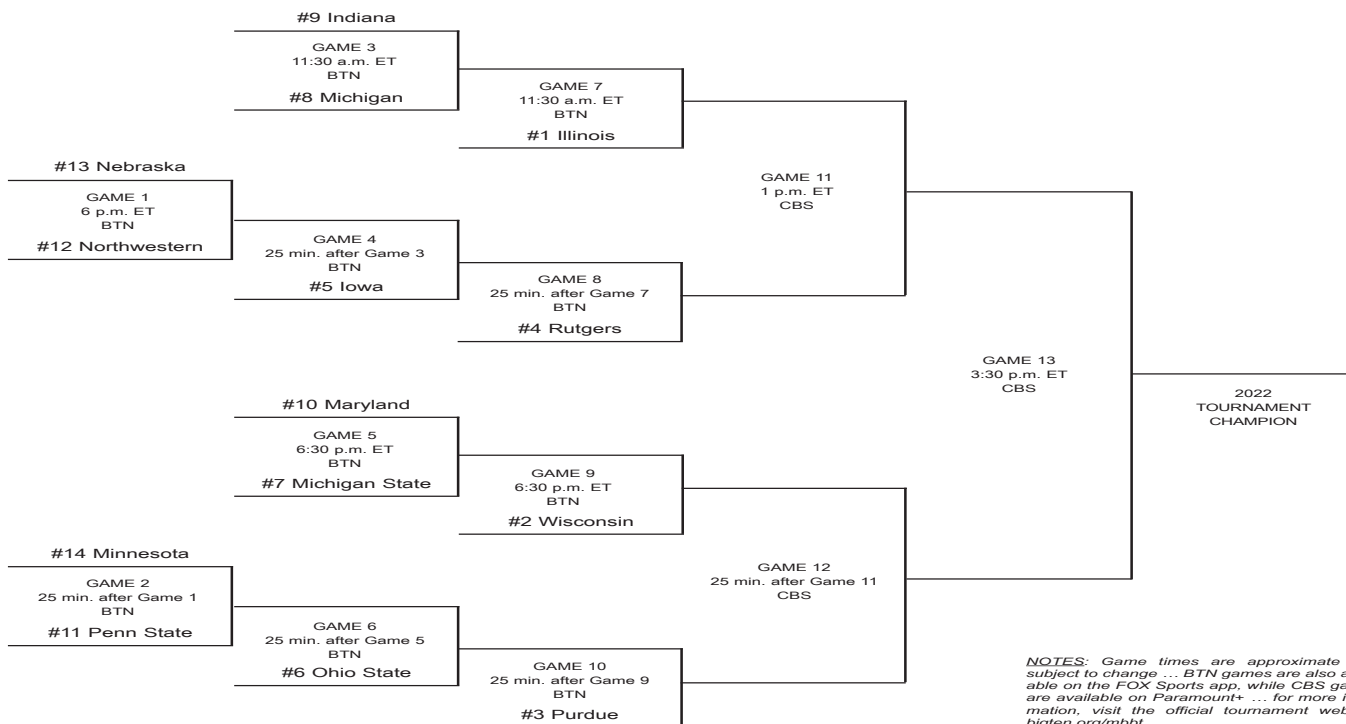 #9 Indiana
GAME 3
11:30 a.m. ET
BTN
#8 Michigan
GAME 7
11:30 a.m. ET
BTN
#1 Illinois
#13 Nebraska
GAME 1
6 p.m. ET
BTN
#12 Northwestern
GAME 4
25 min. after Game 3
BTN
#5 Iowa
GAME 8
25 min. after Game 7
BTN
#4 Rutgers
GAME 11
1 p.m. ET
CBS
GAME 13
3:30 p.m. ET
CBS
2022
TOURNAMENT
CHAMPION
#10 Maryland
GAME 5
6:30 p.m. ET
BTN
#7 Michigan State
GAME 9
6:30 p.m. ET
BTN
#2 Wisconsin
#14 Minnesota
GAME 2
25 min. after Game 1
BTN
#11 Penn State
GAME 6
25 min. after Game 5
BTN
#6 Ohio State
GAME 10
25 min. after Game 9
BTN
#3 Purdue
GAME 12
25 min. after Game 11
CBS
NOTES: Game times are approximate
subject to change … BTN games are also a
able on the FOX Sports app, while CBS ga
are available on Paramount+ … for more i
mation, visit the official tournament web
bigten.org/mbbt